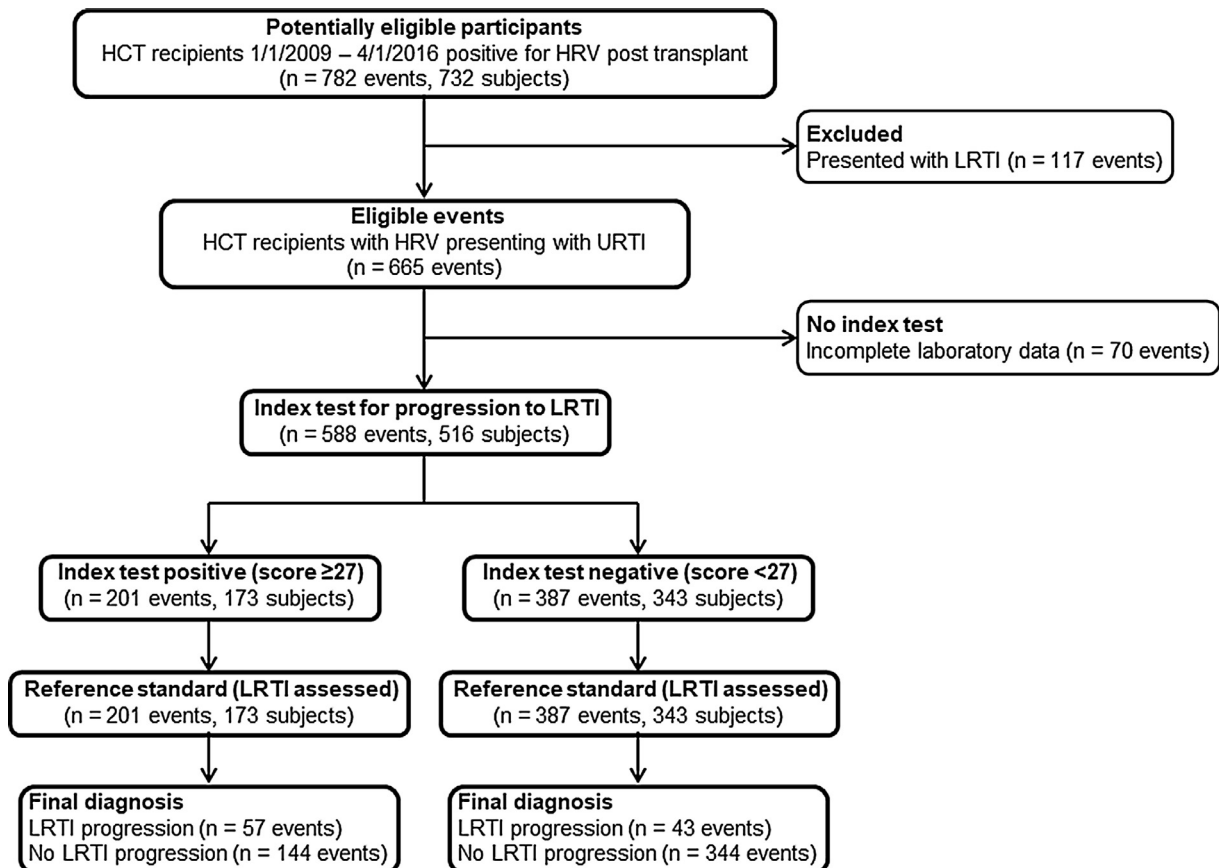 Potentially eligible participants
HCT recipients 1/1/2009 – 4/1/2016 positive for HRV post transplant
(n = 782 events, 732 subjects)
Excluded
Presented with LRTI (n = 117 events)
Eligible events
HCT recipients with HRV presenting with URTI
(n = 665 events)
No index test
Incomplete laboratory data (n = 70 events)
Index test for progression to LRTI
(n = 588 events, 516 subjects)
Index test positive (score ≥27)
(n = 201 events, 173 subjects)
Index test negative (score <27)
(n = 387 events, 343 subjects)
Reference standard (LRTI assessed)
(n = 201 events, 173 subjects)
Reference standard (LRTI assessed)
(n = 387 events, 343 subjects)
Final diagnosis
LRTI progression (n = 57 events)
No LRTI progression (n = 144 events)
Final diagnosis
LRTI progression (n = 43 events)
No LRTI progression (n = 344 events)